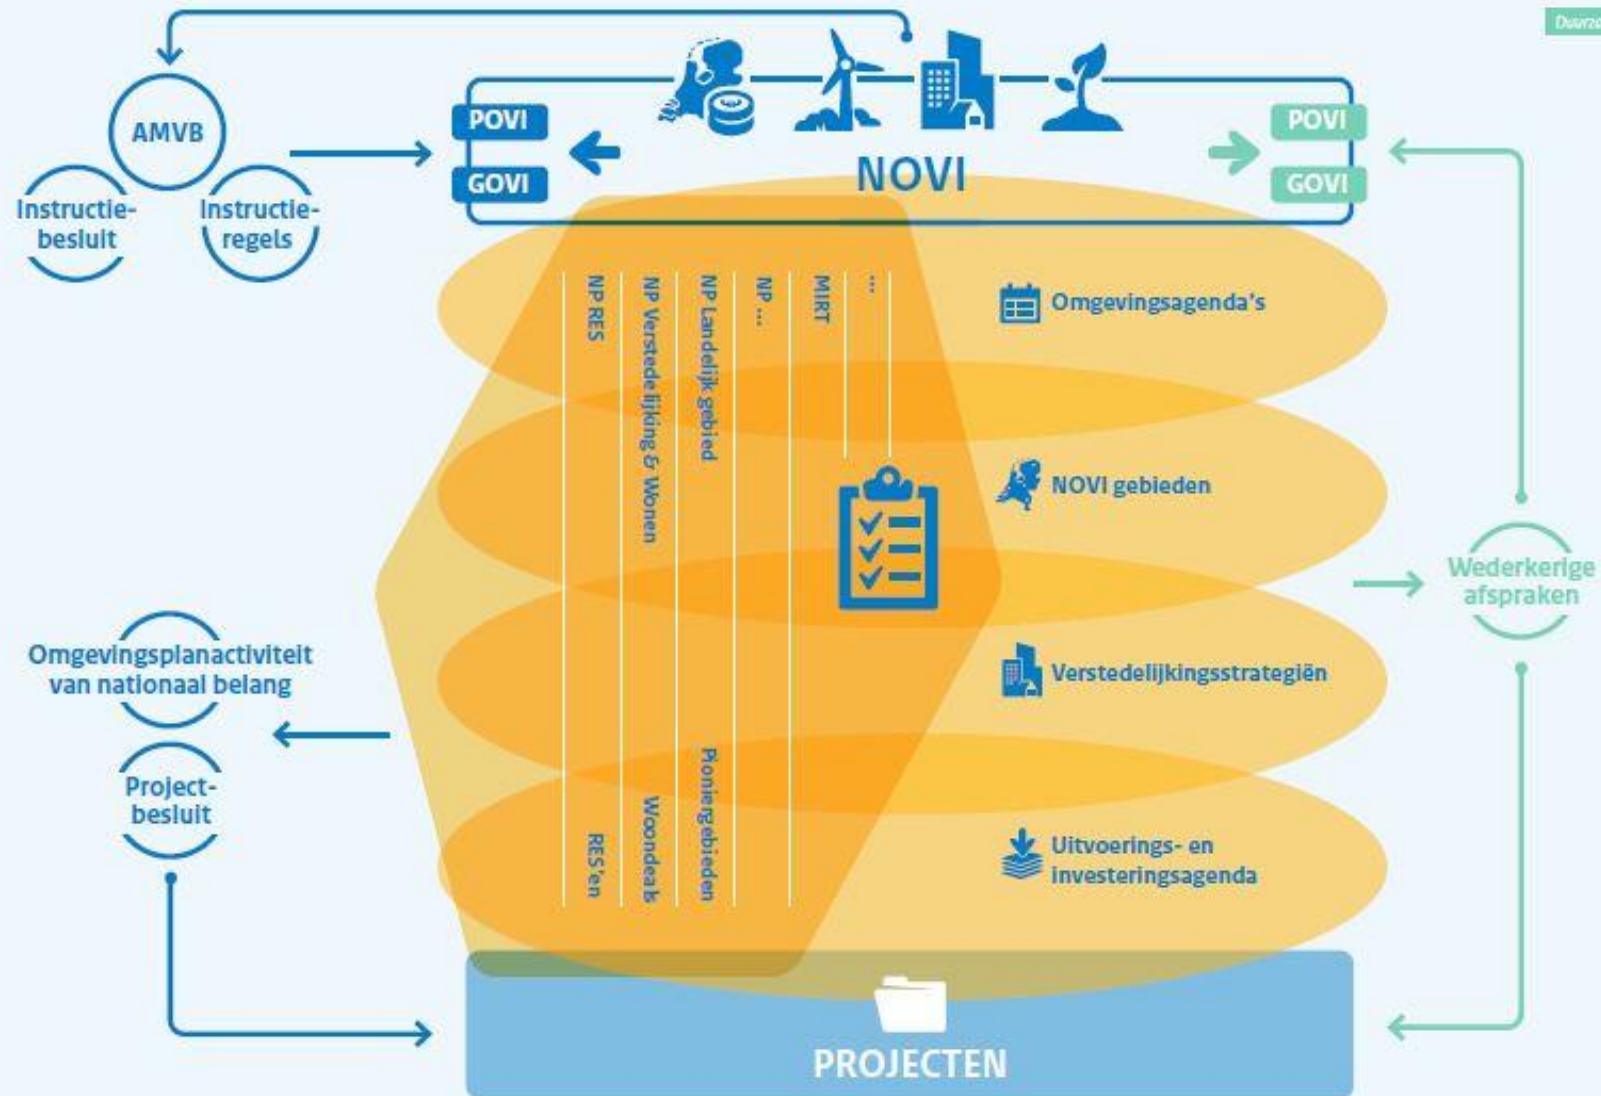 AMVB
Instructie-
besluit
Instructie-
regels
POVI
GOVI
NOVI
POVI
GOVI
NP RES
NP Verstedelijking & Wonen
NP Landelijk gebied
NP ...
MIRT
...
Omgevingsagenda's
NOVI gebieden
Verstedelijkingsstrategiën
Uitvoerings- en
investeringsagenda
RES'en
Woondeals
Pioniergebieden
Omgevingsplanactiviteit
van nationaal belang
Project-
besluit
Wederkerige
afspraken
PROJECTEN